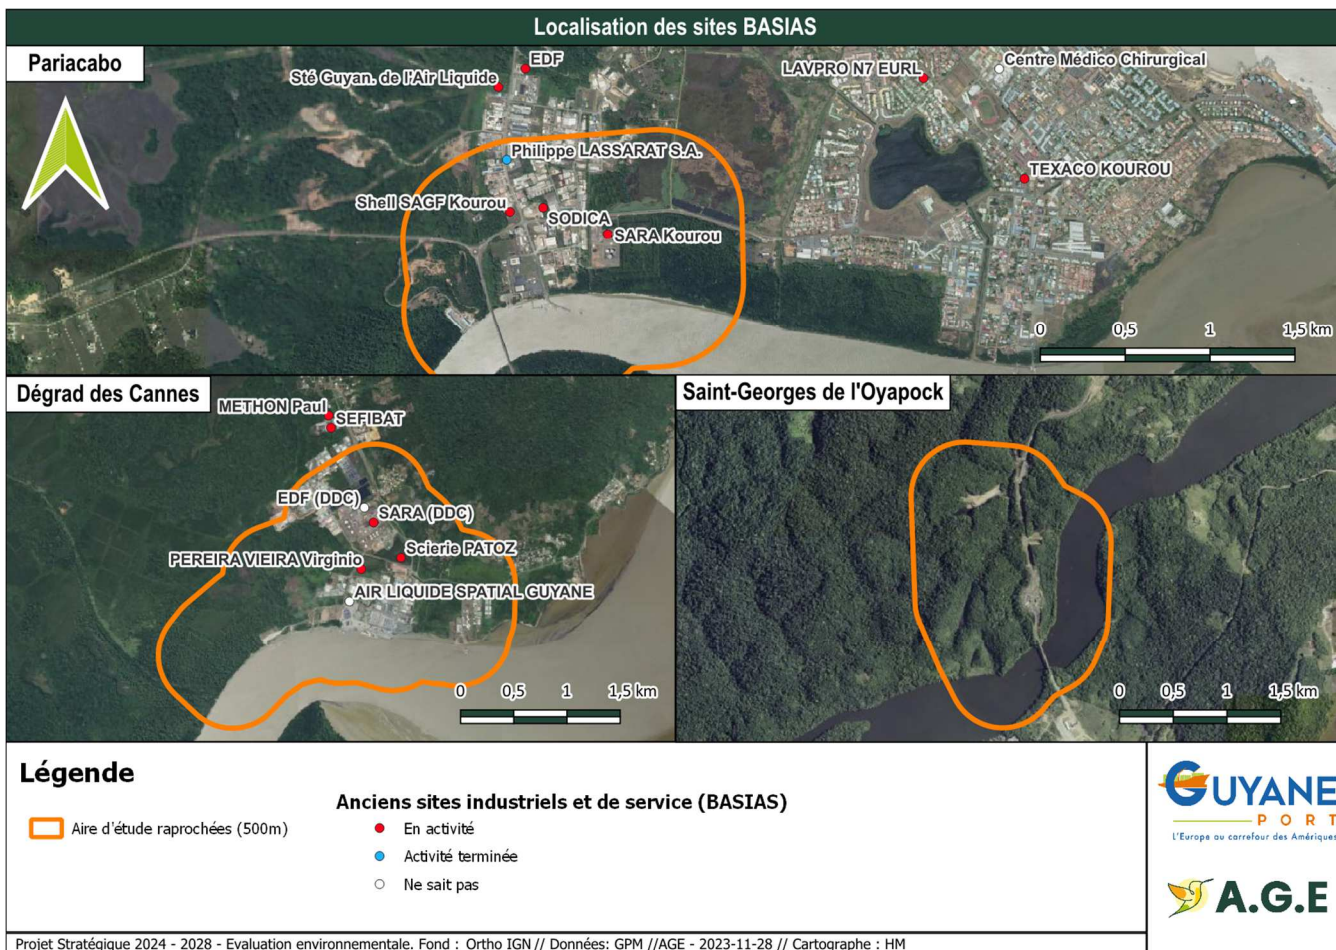 Localisation des sites BASIAS
Pariacabo
EDF
Sté Guyan. de l'Air Liquide
LAVPRO N7 EURL
Centre Médico Chirurgical
Philippe LASSARAT S.A.
TEXACO KOUROU
Shell SAGF Kourou
SODICA
SARA Kourou
0 0,5 1 1,5 km
Dégrad des Cannes
METHON Paul
SEFIBAT
EDF (DDC)
SARA (DDC)
Scierie PATOZ
PEREIRA VIEIRA Virginio
AIR LIQUIDE SPATIAL GUYANE
0 0,5 1 1,5 km
Saint-Georges de l'Oyapock
0 0,5 1 1,5 km
Légende
Aire d'étude raprochées (500m)
Anciens sites industriels et de service (BASIAS)
En activité
Activité terminée
Ne sait pas
GUYANE
PORT
L'Europe au carrefour des Amériques
A.G.E
Projet Stratégique 2024 - 2028 - Evaluation environnementale. Fond : Ortho IGN // Données: GPM //AGE - 2023-11-28 // Cartographe : HM